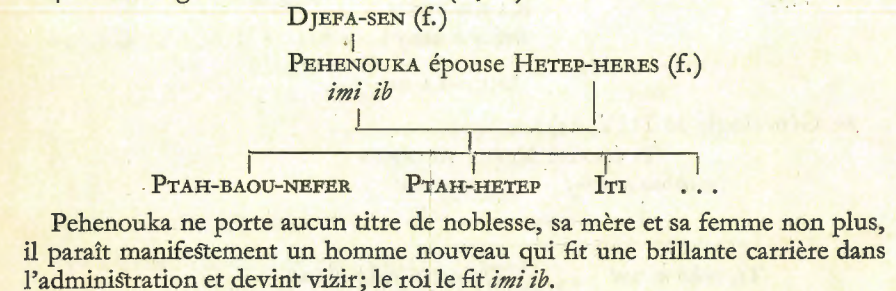 DJEFA-SEN (f.)
PEHENOUKA épouse HETEP-HERES (f.)
imi ib
PTAH-BAOU-NEFER PTAH-HETEP ITI ...
Pehenouka ne porte aucun titre de noblesse, sa mère et sa femme non plus,
il paraît manifestement un homme nouveau qui fit une brillante carrière dans
l'administration et devint vizir; le roi le fit imi ib.